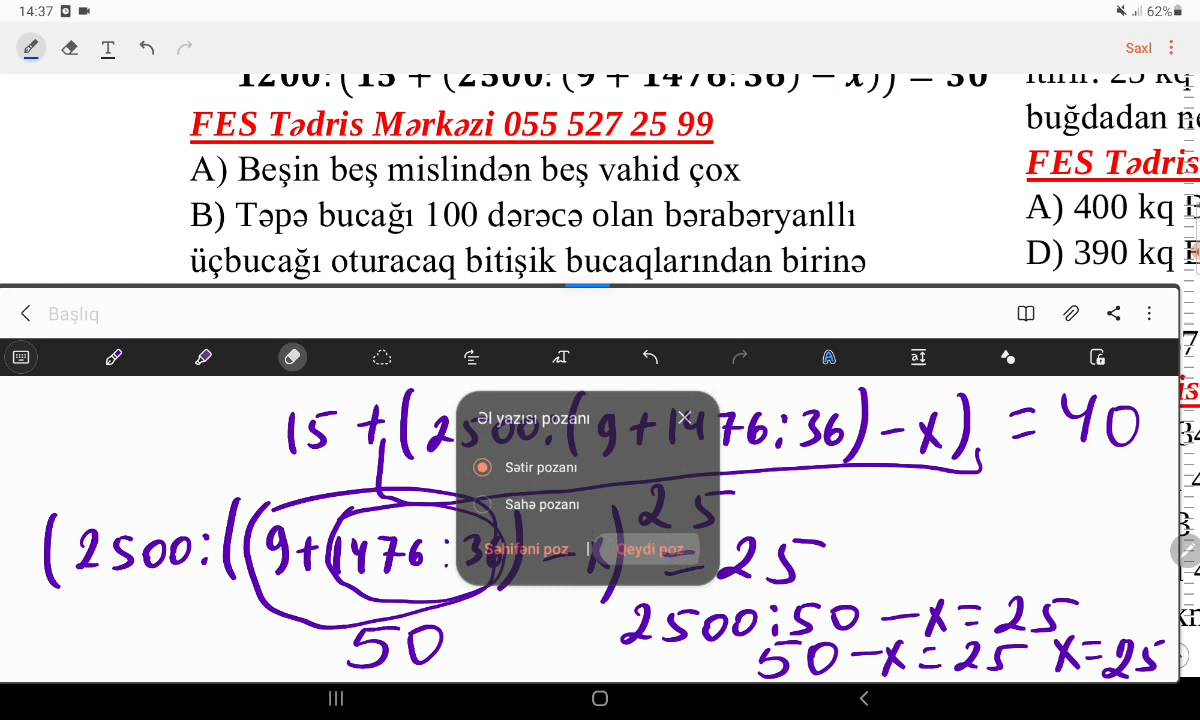 14:37 62%
Saxl
1200:(15 + (2500:(9 + 1476:36) − x)) = 30
FES Tədris Mərkəzi 055 527 25 99
A) Beşin beş mislindən beş vahid çox
B) Təpə bucağı 100 dərəcə olan bərabəryanllı
üçbucağı oturacaq bitişik bucaqlarından birinə
buğdadan
FES Tədris
A) 400 kq
D) 390 kq
Başlıq
15 + (2500:(9+1476:36)-x) = 40
25
(2500:((9+(1476:36))-x) = 25
50
2500:50 -x=25
50-x=25 x=25
Əl yazısı pozanı
Sətir pozanı
Sahə pozanı
Səhifəni poz | Qeydi poz